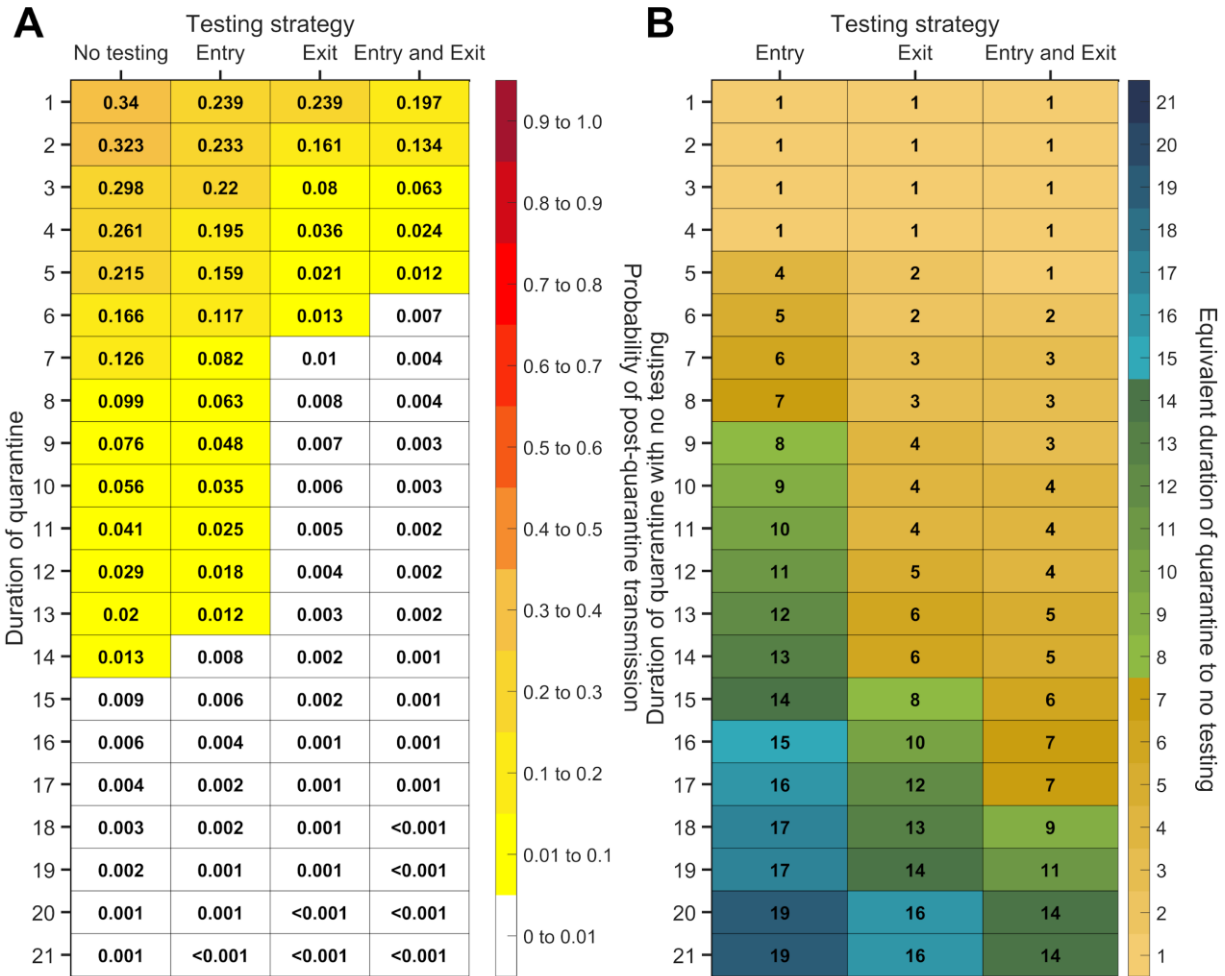 A
Testing strategy
No testing Entry Exit Entry and Exit
1 0.34 0.239 0.239 0.197
2 0.323 0.233 0.161 0.134
3 0.298 0.22 0.08 0.063
4 0.261 0.195 0.036 0.024
5 0.215 0.159 0.021 0.012
6 0.166 0.117 0.013 0.007
7 0.126 0.082 0.01 0.004
8 0.099 0.063 0.008 0.004
9 0.076 0.048 0.007 0.003
10 0.056 0.035 0.006 0.003
11 0.041 0.025 0.005 0.002
12 0.029 0.018 0.004 0.002
13 0.02 0.012 0.003 0.002
14 0.013 0.008 0.002 0.001
15 0.009 0.006 0.002 0.001
16 0.006 0.004 0.001 0.001
17 0.004 0.002 0.001 0.001
18 0.003 0.002 0.001 <0.001
19 0.002 0.001 0.001 <0.001
20 0.001 0.001 <0.001 <0.001
21 0.001 <0.001 <0.001 <0.001
Duration of quarantine
0.9 to 1.0
0.8 to 0.9
0.7 to 0.8
0.6 to 0.7
0.5 to 0.6
0.4 to 0.5
0.3 to 0.4
0.2 to 0.3
0.1 to 0.2
0.01 to 0.1
0 to 0.01
Probability of post-quarantine transmission
B
Testing strategy
Entry Exit Entry and Exit
1 1 1 1
2 1 1 1
3 1 1 1
4 1 1 1
5 4 2 1
6 5 2 2
7 6 3 3
8 7 3 3
9 8 4 3
10 9 4 4
11 10 4 4
12 11 5 4
13 12 6 5
14 13 6 5
15 14 8 6
16 15 10 7
17 16 12 7
18 17 13 9
19 17 14 11
20 19 16 14
21 19 16 14
Duration of quarantine with no testing
21
20
19
18
17
16
15
14
13
12
11
10
9
8
7
6
5
4
3
2
1
Equivalent duration of quarantine to no testing